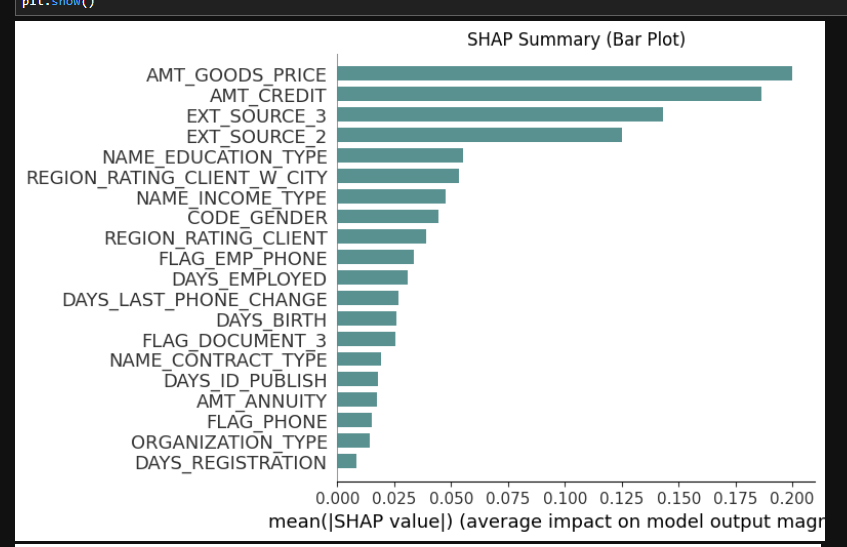 plt.show()
SHAP Summary (Bar Plot)
AMT_GOODS_PRICE
AMT_CREDIT
EXT_SOURCE_3
EXT_SOURCE_2
NAME_EDUCATION_TYPE
REGION_RATING_CLIENT_W_CITY
NAME_INCOME_TYPE
CODE_GENDER
REGION_RATING_CLIENT
FLAG_EMP_PHONE
DAYS_EMPLOYED
DAYS_LAST_PHONE_CHANGE
DAYS_BIRTH
FLAG_DOCUMENT_3
NAME_CONTRACT_TYPE
DAYS_ID_PUBLISH
AMT_ANNUITY
FLAG_PHONE
ORGANIZATION_TYPE
DAYS_REGISTRATION
0.000 0.025 0.050 0.075 0.100 0.125 0.150 0.175 0.200
mean(|SHAP value|) (average impact on model output magn